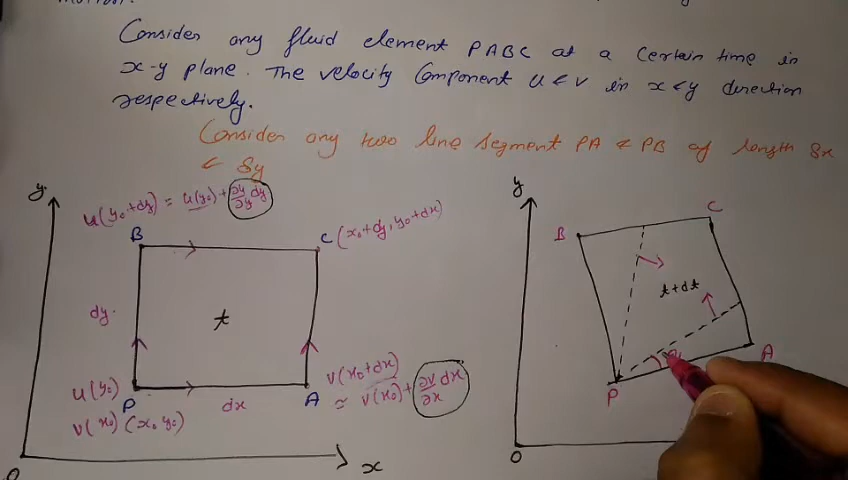 Consider any fluid element PABC at a certain time in
x-y plane. The velocity Component u & v in x & y direction
respectively.
Consider any two line segment PA & PB of length δx
& δy
y
u(y₀+dy) = u(y₀) + ∂u/∂y dy
B
C (x₀+dy, y₀+dx)
dy
t
u(y₀)
v(x₀) (x₀ y₀)
P
dx
A
v(x₀+dx)
≃ v(x₀) + ∂v/∂x dx
O
x
y
B
C
t+dt
A
P
O